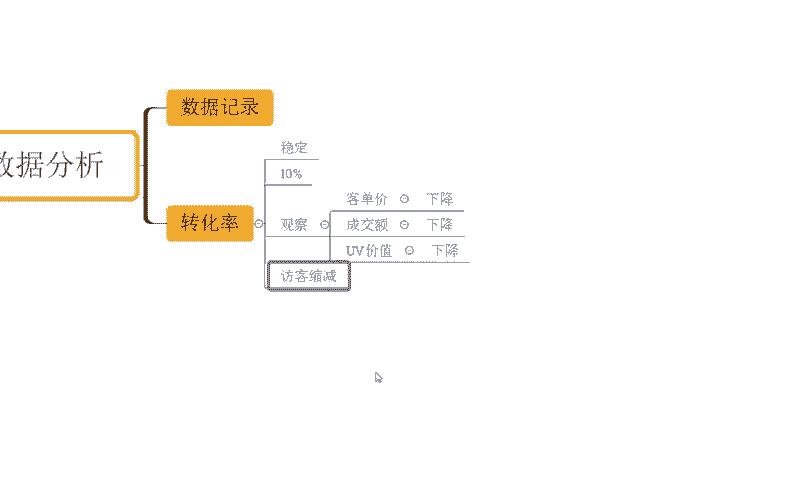 数据记录
数据分析
转化率
稳定
10%
观察
客单价 下降
成交额 下降
UV价值 下降
访客缩减